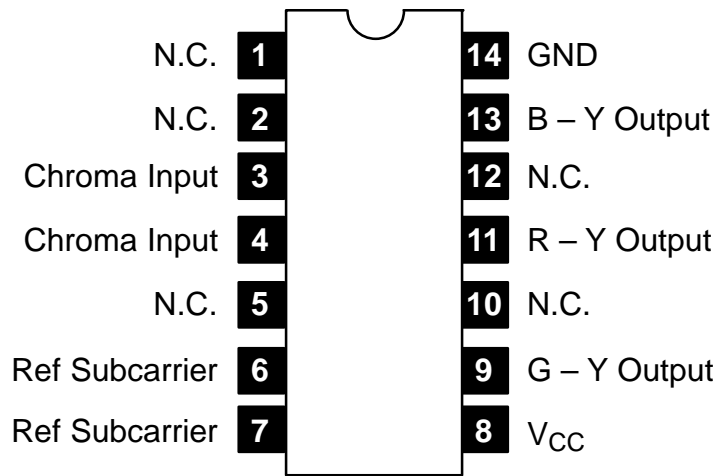 N.C. 1 14 GND
N.C. 2 13 B – Y Output
Chroma Input 3 12 N.C.
Chroma Input 4 11 R – Y Output
N.C. 5 10 N.C.
Ref Subcarrier 6 9 G – Y Output
Ref Subcarrier 7 8 VCC